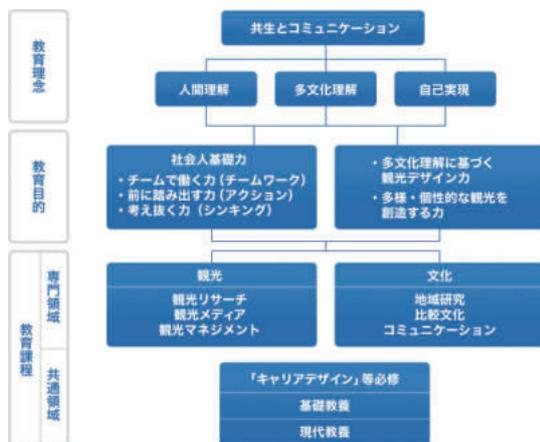 教育理念
共生とコミュニケーション
人間理解
多文化理解
自己実現
教育目的
社会人基礎力
・チームで働く力（チームワーク）
・前に踏み出す力（アクション）
・考え抜く力（シンキング）
・多文化理解に基づく
観光デザイン力
・多様・個性的な観光を
創造する力
教育課程
専門領域
観光
観光リサーチ
観光メディア
観光マネジメント
文化
地域研究
比較文化
コミュニケーション
共通領域
「キャリアデザイン」等必修
基礎教養
現代教養